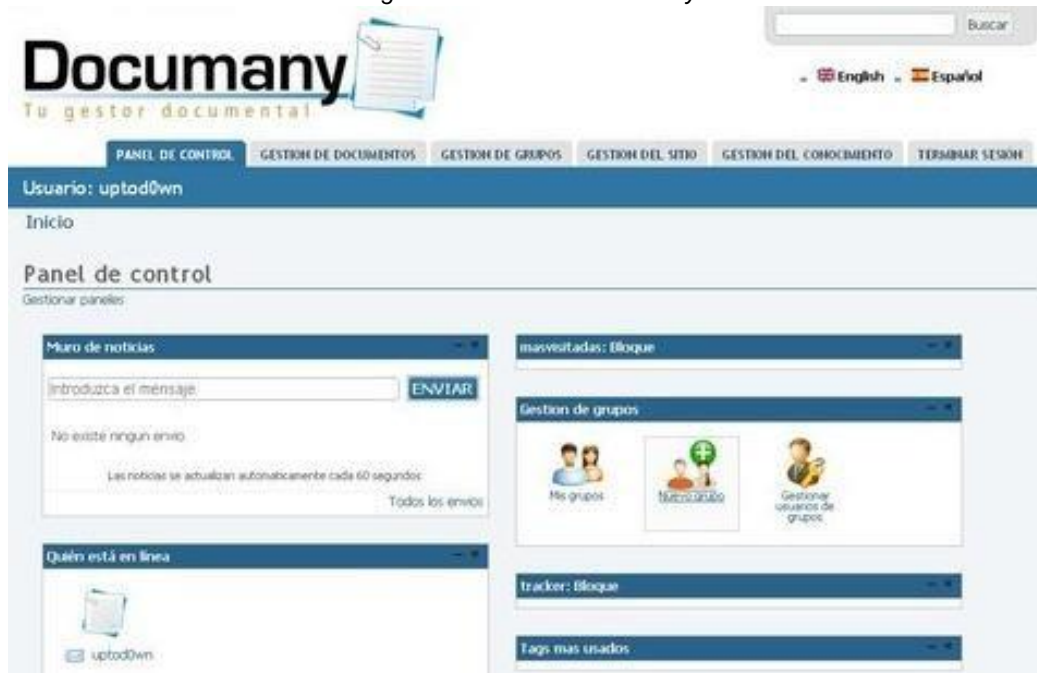 Buscar
Documany
Tu gestor documental
English Español
PANEL DE CONTROL GESTION DE DOCUMENTOS GESTION DE GRUPOS GESTION DEL SITIO GESTION DEL CONOCIMIENTO TERMINAR SESIÓN
Usuario: uptod0wn
Inicio
Panel de control
Gestionar paneles
Muro de noticias
Introduzca el mensaje
ENVIAR
No existe ningun envio
Las noticias se actualizan automaticamente cada 60 segundos
Todos los envios
Quién está en línea
uptod0wn
masvisitadas: Bloque
Gestion de grupos
Mis grupos
Nuevo grupo
Gestionar
usuarios de
grupos
tracker: Bloque
Tags mas usados